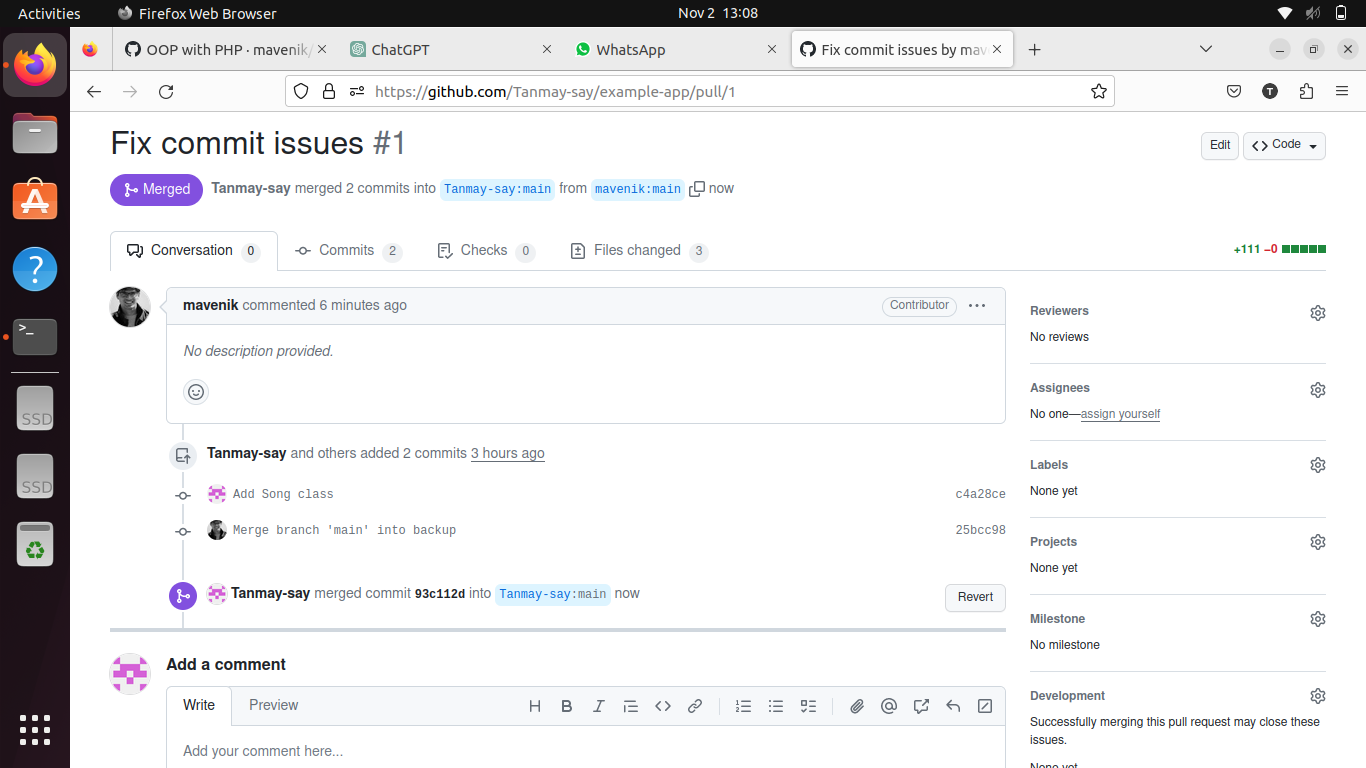 Activities Firefox Web Browser Nov 2 13:08
OOP with PHP · mavenik/ ChatGPT WhatsApp Fix commit issues by mav
https://github.com/Tanmay-say/example-app/pull/1 T
Fix commit issues #1
Edit Code
Merged Tanmay-say merged 2 commits into Tanmay-say:main from mavenik:main now
Conversation 0 Commits 2 Checks 0 Files changed 3 +111 −0
mavenik commented 6 minutes ago Contributor
No description provided.
Tanmay-say and others added 2 commits 3 hours ago
Add Song class c4a28ce
Merge branch 'main' into backup 25bcc98
Tanmay-say merged commit 93c112d into Tanmay-say:main now Revert
Add a comment
Write Preview
Add your comment here...
Reviewers
No reviews
Assignees
No one—assign yourself
Labels
None yet
Projects
None yet
Milestone
No milestone
Development
Successfully merging this pull request may close these
issues.
None yet
>_
?
SSD
SSD